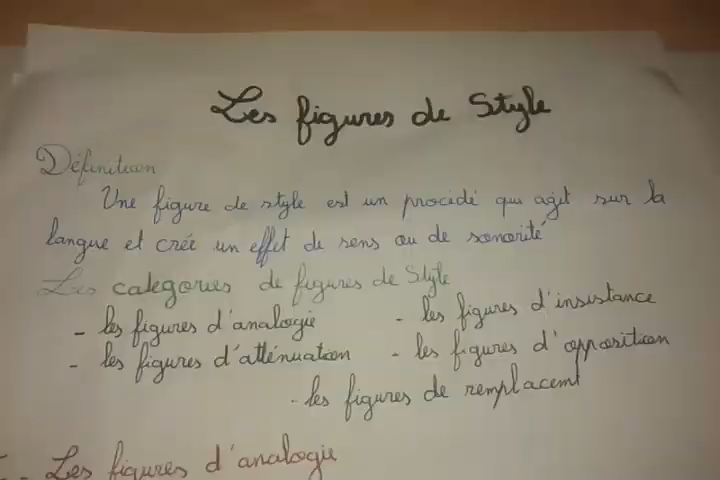 Les figures de Style
Définition
Une figure de style est un procédé qui agit sur la
langue et crée un effet de sens ou de sonorité
Les categories de figures de Style
- les figures d'analogie - les figures d'insistance
- les figures d'atténuation - les figures d'opposition
- les figures de remplacemt
- Les figures d'analogie